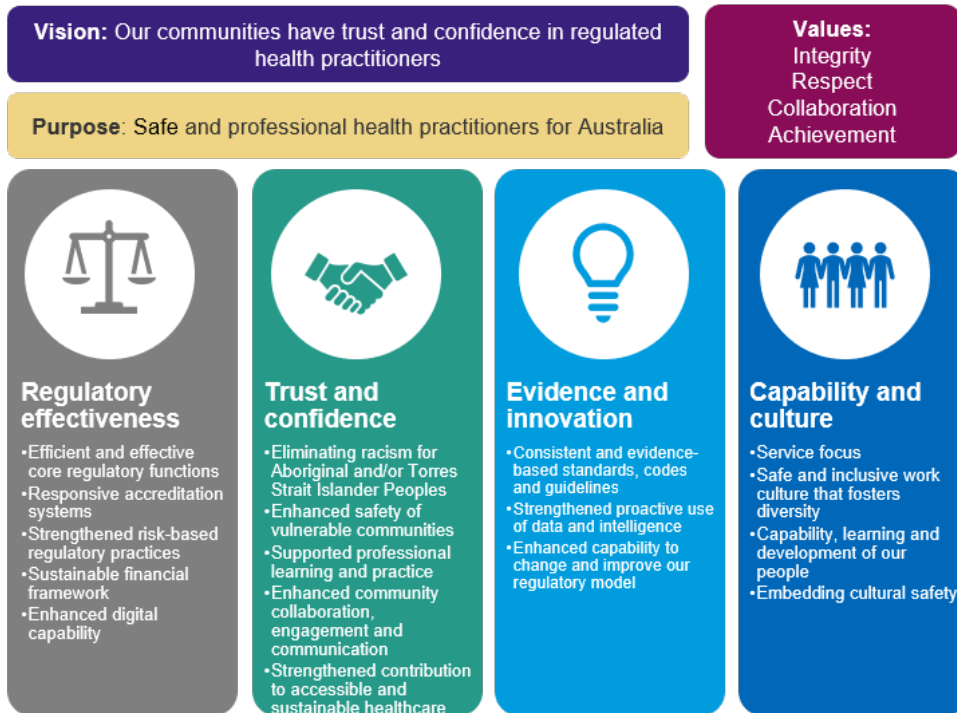 Vision: Our communities have trust and confidence in regulated
health practitioners
Purpose: Safe and professional health practitioners for Australia
Values:
Integrity
Respect
Collaboration
Achievement
Regulatory
effectiveness
•Efficient and effective
core regulatory functions
•Responsive accreditation
systems
•Strengthened risk-based
regulatory practices
•Sustainable financial
framework
•Enhanced digital
capability
Trust and
confidence
•Eliminating racism for
Aboriginal and/or Torres
Strait Islander Peoples
•Enhanced safety of
vulnerable communities
•Supported professional
learning and practice
•Enhanced community
collaboration,
engagement and
communication
•Strengthened contribution
to accessible and
sustainable healthcare
Evidence and
innovation
•Consistent and evidence-
based standards, codes
and guidelines
•Strengthened proactive use
of data and intelligence
•Enhanced capability to
change and improve our
regulatory model
Capability and
culture
•Service focus
•Safe and inclusive work
culture that fosters
diversity
•Capability, learning and
development of our
people
•Embedding cultural safety